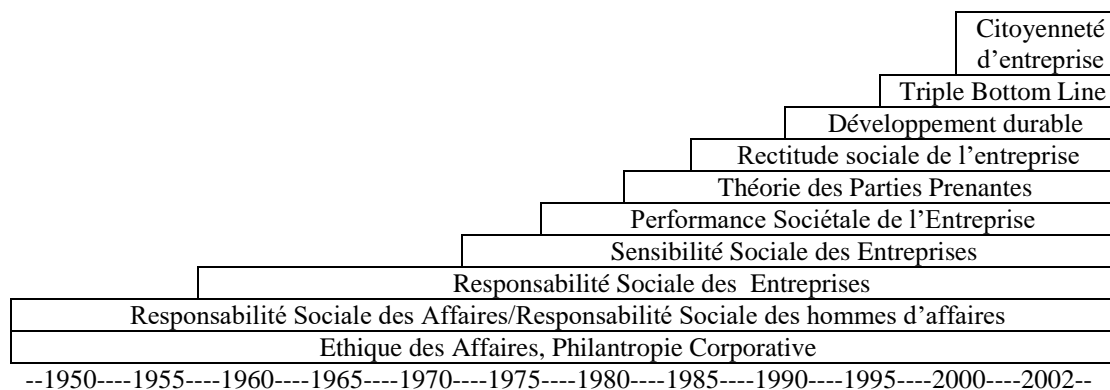 Citoyenneté
d’entreprise
Triple Bottom Line
Développement durable
Rectitude sociale de l’entreprise
Théorie des Parties Prenantes
Performance Sociétale de l’Entreprise
Sensibilité Sociale des Entreprises
Responsabilité Sociale des Entreprises
Responsabilité Sociale des Affaires/Responsabilité Sociale des hommes d’affaires
Ethique des Affaires, Philantropie Corporative
--1950----1955----1960----1965----1970----1975----1980----1985----1990----1995----2000----2002--